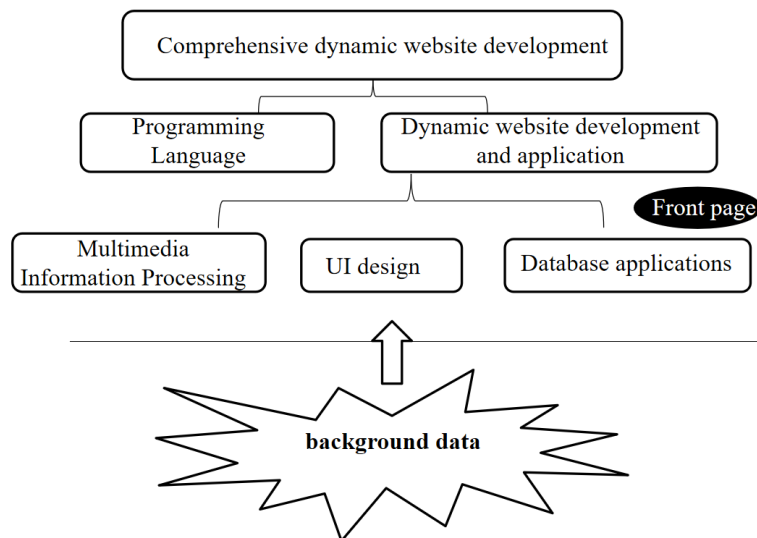 Comprehensive dynamic website development
Programming
Language
Dynamic website development
and application
Front page
Multimedia
Information Processing
UI design
Database applications
background data